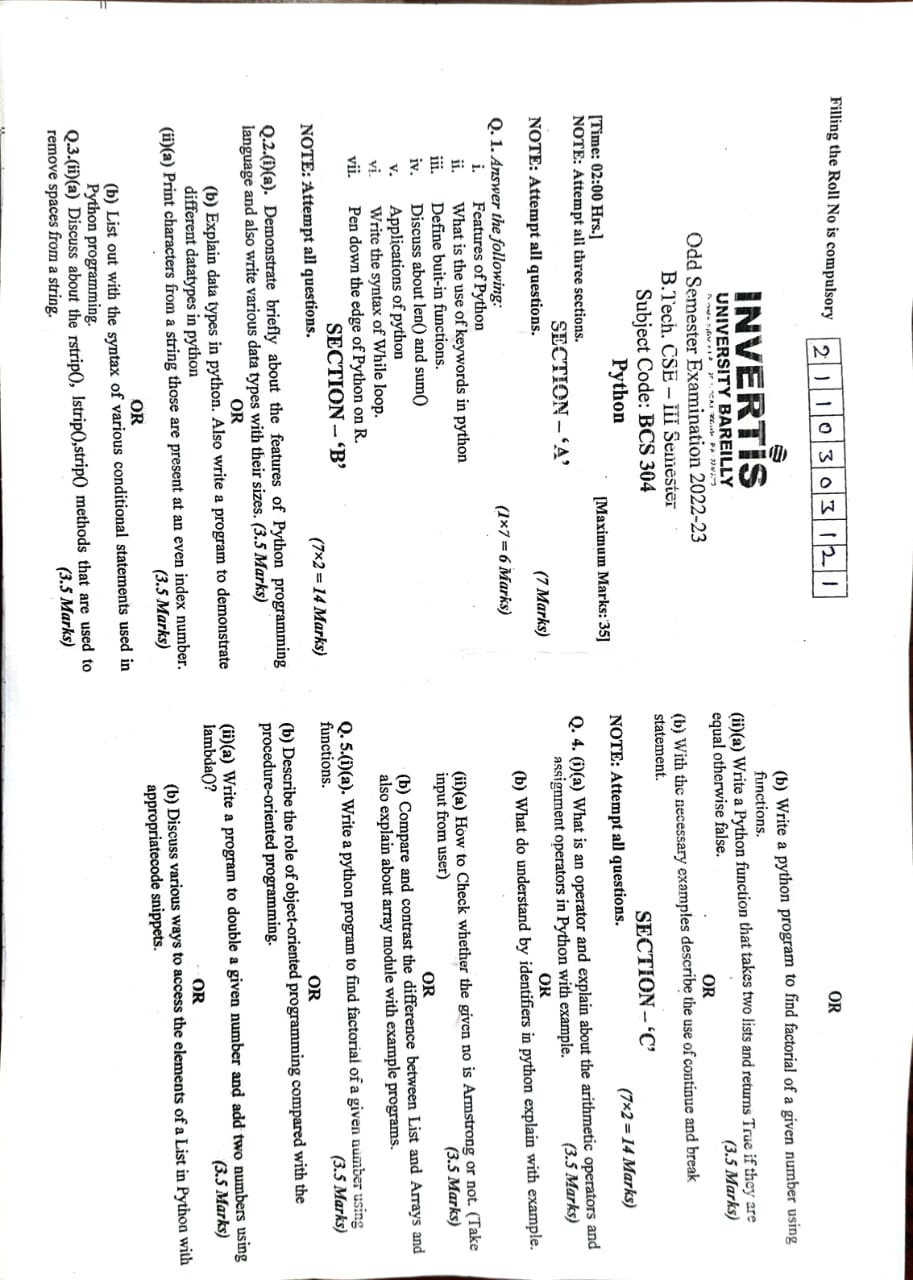 Filling the Roll No is compulsory 2 1 1 0 3 0 3 1 2 1
INVERTIS
UNIVERSITY BAREILLY
Odd Semester Examination 2022-23
B.Tech. CSE – III Semester
Subject Code: BCS 304
Python
[Time: 02:00 Hrs.] [Maximum Marks: 35]
NOTE: Attempt all three sections.
SECTION – ‘A’
NOTE: Attempt all questions. (7 Marks)
Q. 1. Answer the following: (1×7 = 6 Marks)
i. Features of Python
ii. What is the use of keywords in python
iii. Define buit-in functions.
iv. Discuss about len() and sum()
v. Applications of python
vi. Write the syntax of While loop.
vii. Pen down the edge of Python on R.
SECTION – ‘B’
NOTE: Attempt all questions. (7×2 = 14 Marks)
Q.2.(i)(a). Demonstrate briefly about the features of Python programming
language and also write various data types with their sizes. (3.5 Marks)
OR
(b) Explain data types in python. Also write a program to demonstrate
different datatypes in python
(ii)(a) Print characters from a string those are present at an even index number.
(3.5 Marks)
OR
(b) List out with the syntax of various conditional statements used in
Python programming.
Q.3.(ii)(a) Discuss about the rstrip(), lstrip(),strip() methods that are used to
remove spaces from a string. (3.5 Marks)
OR
(b) Write a python program to find factorial of a given number using
functions.
(ii)(a) Write a Python function that takes two lists and returns True if they are
equal otherwise false. (3.5 Marks)
OR
(b) With the necessary examples describe the use of continue and break
statement.
SECTION – ‘C’
NOTE: Attempt all questions. (7×2 = 14 Marks)
Q. 4. (i)(a) What is an operator and explain about the arithmetic operators and
assignment operators in Python with example. (3.5 Marks)
OR
(b) What do understand by identifiers in python explain with example.
(ii)(a) How to Check whether the given no is Armstrong or not. (Take
input from user) (3.5 Marks)
OR
(b) Compare and contrast the difference between List and Arrays and
also explain about array module with example programs.
Q. 5.(i)(a). Write a python program to find factorial of a given number using
functions. (3.5 Marks)
OR
(b) Describe the role of object-oriented programming compared with the
procedure-oriented programming.
(ii)(a) Write a program to double a given number and add two numbers using
lambda()? (3.5 Marks)
OR
(b) Discuss various ways to access the elements of a List in Python with
appropriatecode snippets.